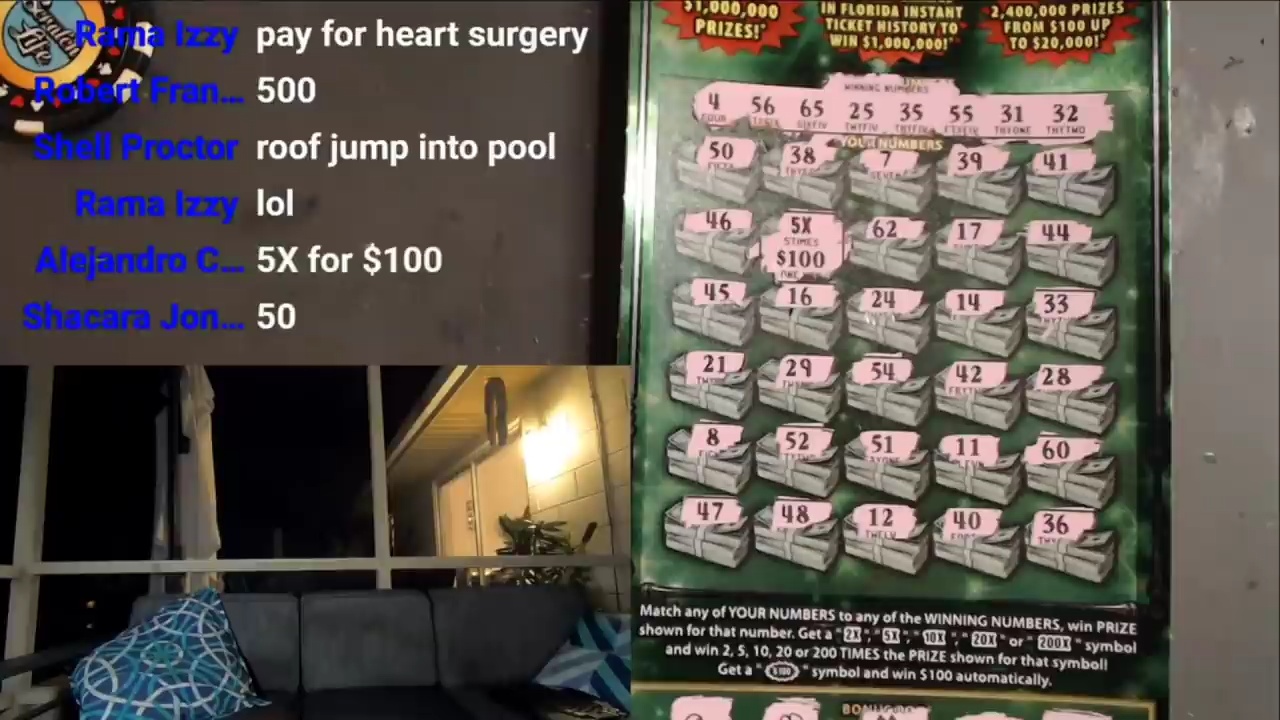 Rama Izzy pay for heart surgery
Robert Fran... 500
Shell Proctor roof jump into pool
Rama Izzy lol
Alejandro C... 5X for $100
Shacara Jon... 50
$1,000,000
PRIZES!*
IN FLORIDA INSTANT
TICKET HISTORY TO
WIN $1,000,000!*
2,400,000 PRIZES
FROM $100 UP
TO $20,000!*
WINNING NUMBERS
4 56 65 25 35 55 31 32
YOUR NUMBERS
50 38 7 39 41
46 5X 62 17 44
5TIMES
$100
45 16 24 14 33
21 29 54 42 28
8 52 51 11 60
47 48 12 40 36
Match any of YOUR NUMBERS to any of the WINNING NUMBERS, win PRIZE
shown for that number. Get a "2X", "5X", "10X", "20X" or "200X" symbol
and win 2, 5, 10, 20 or 200 TIMES the PRIZE shown for that symbol!
Get a "$100" symbol and win $100 automatically.